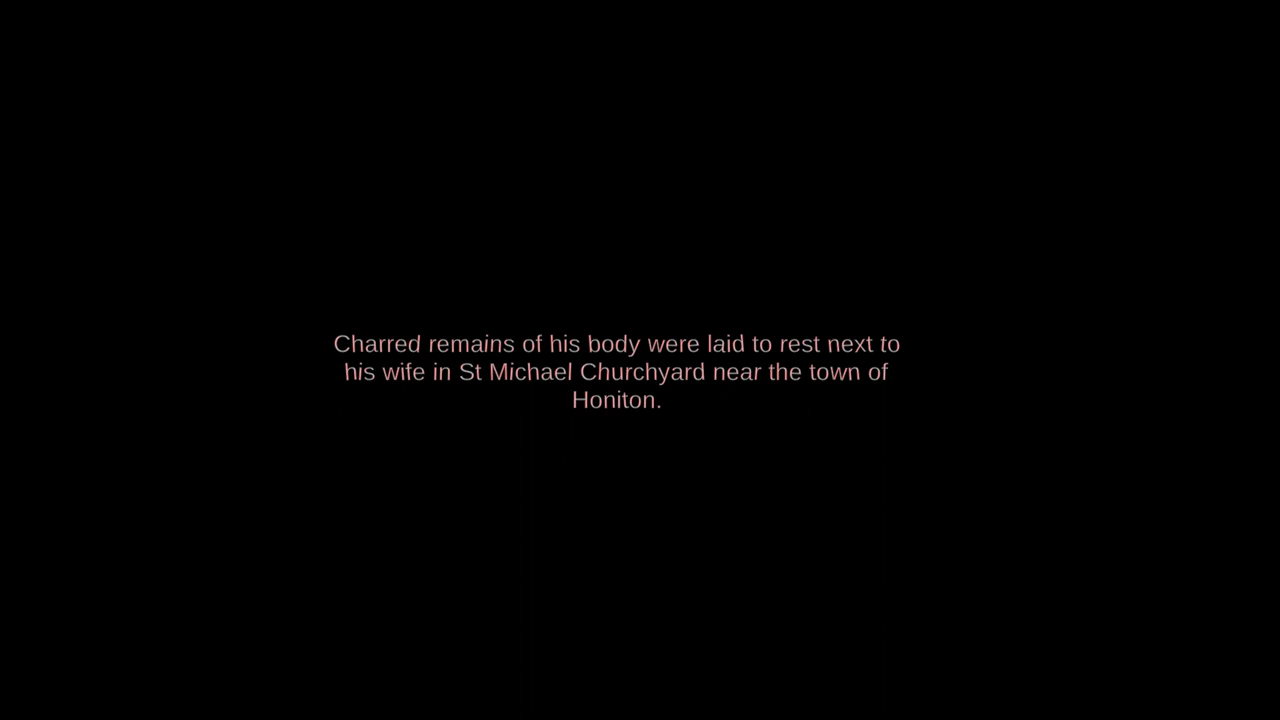 Charred remains of his body were laid to rest next to
his wife in St Michael Churchyard near the town of
Honiton.